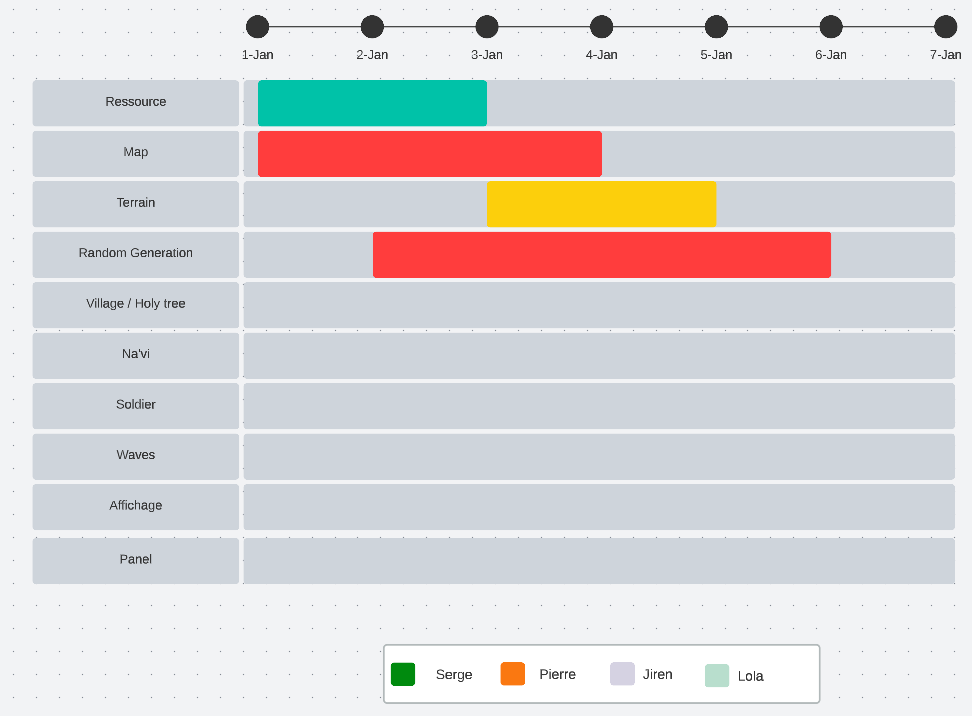 1-Jan 2-Jan 3-Jan 4-Jan 5-Jan 6-Jan 7-Jan
Ressource
Map
Terrain
Random Generation
Village / Holy tree
Na'vi
Soldier
Waves
Affichage
Panel
Serge Pierre Jiren Lola